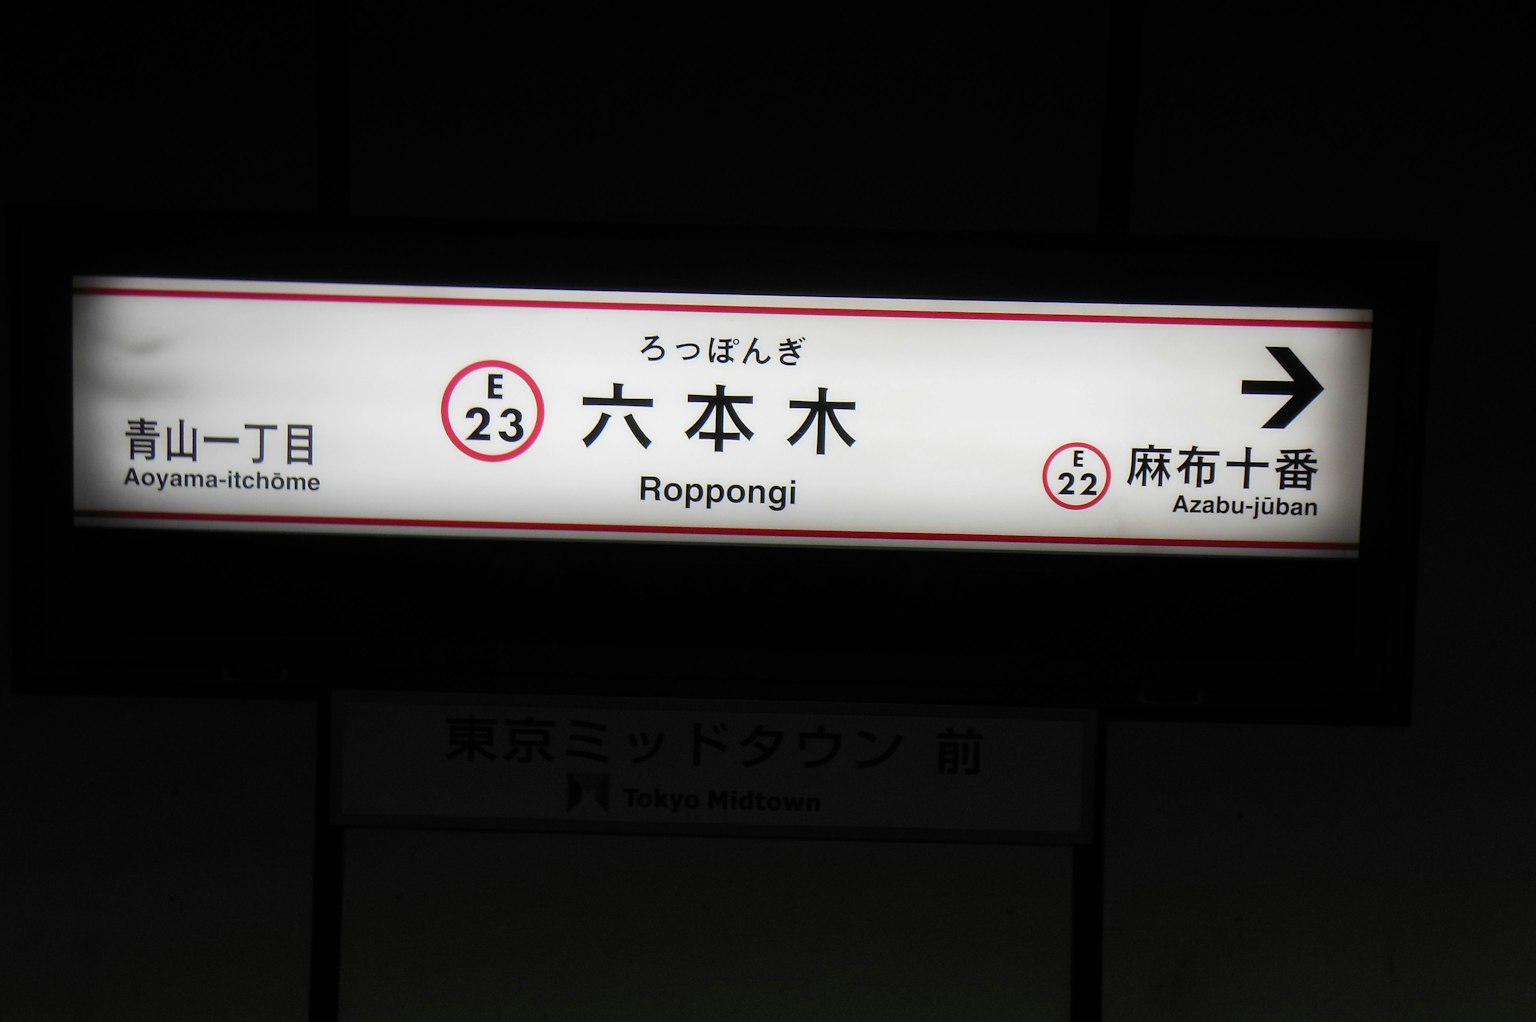 青山一丁目
Aoyama-itchōme
E
23
ろっぽんぎ
六本木
Roppongi
→
E
22
麻布十番
Azabu-jūban
東京ミッドタウン 前
Tokyo Midtown